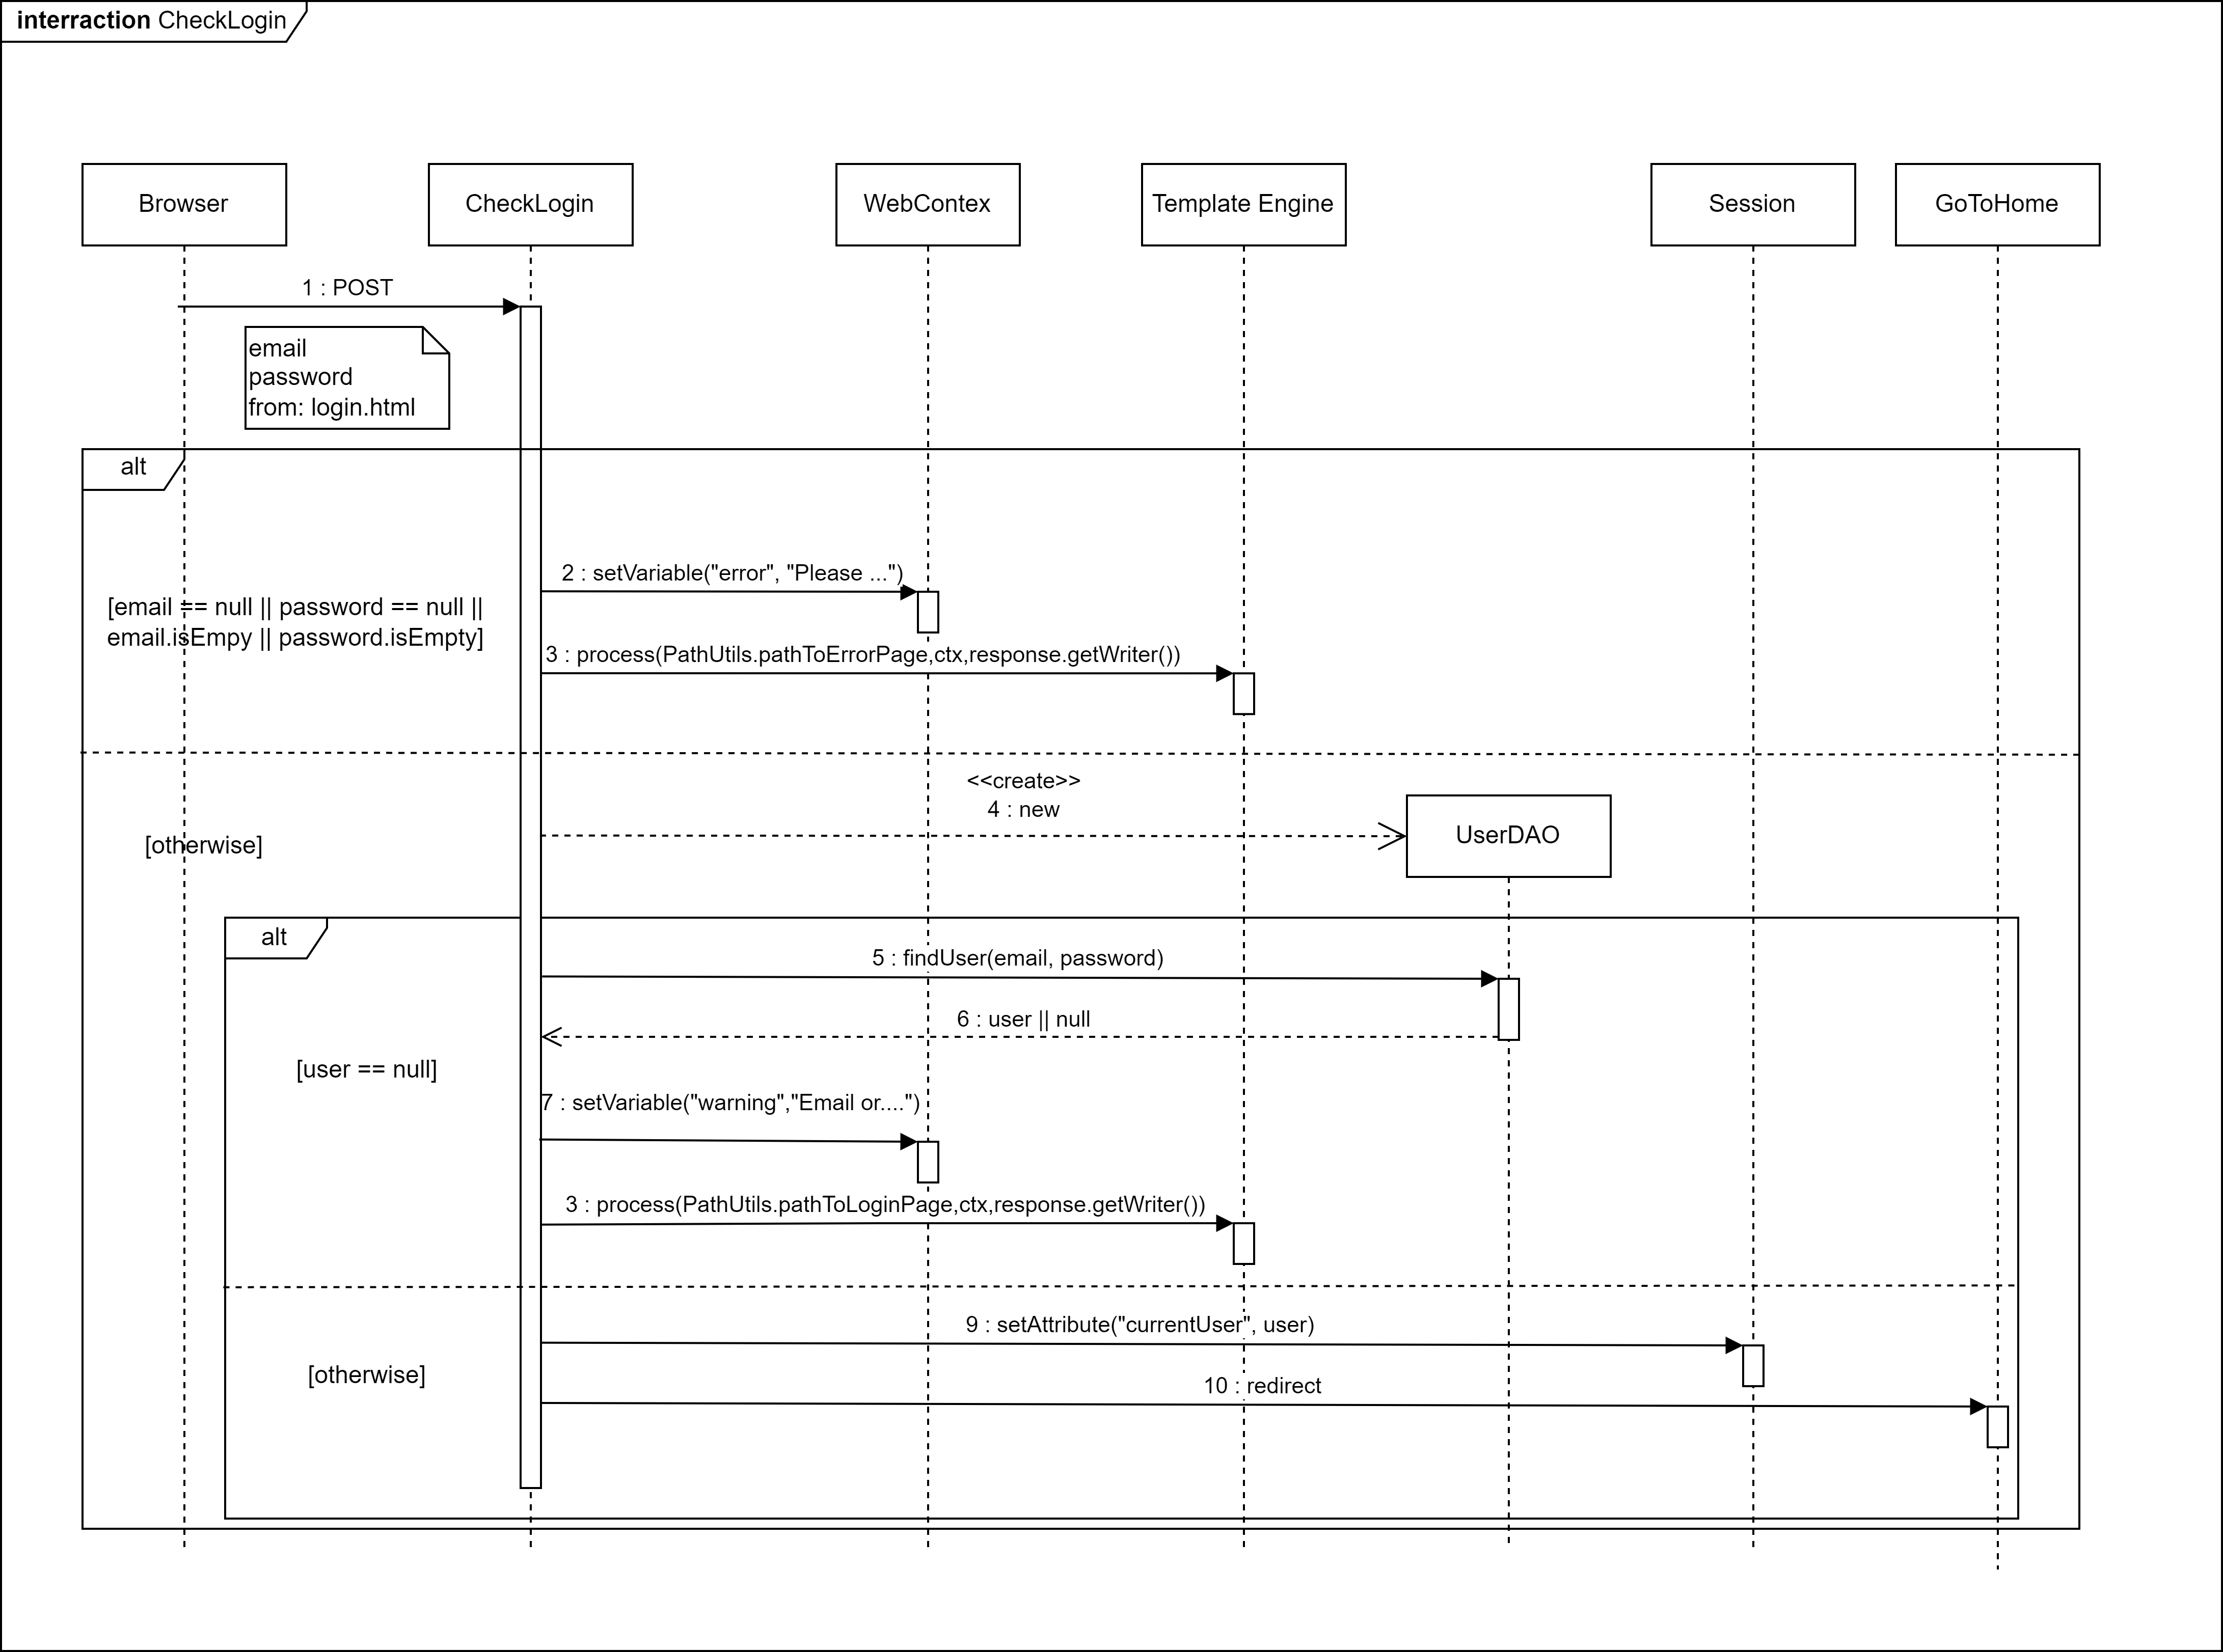 interraction CheckLogin
Browser
CheckLogin
WebContex
Template Engine
Session
GoToHome
1 : POST
email
password
from: login.html
alt
2 : setVariable("error", "Please ...")
[email == null || password == null ||
email.isEmpy || password.isEmpty]
3 : process(PathUtils.pathToErrorPage,ctx,response.getWriter())
<<create>>
4 : new
UserDAO
[otherwise]
alt
5 : findUser(email, password)
6 : user || null
[user == null]
7 : setVariable("warning","Email or....")
3 : process(PathUtils.pathToLoginPage,ctx,response.getWriter())
9 : setAttribute("currentUser", user)
[otherwise]
10 : redirect